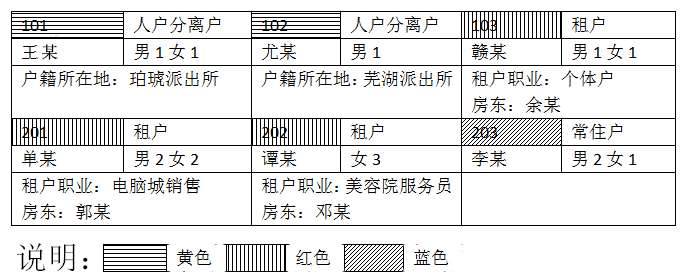 101 人户分离户 102 人户分离户 103 租户
王某 男1女1 尤某 男1 赣某 男1女1
户籍所在地：珀琥派出所 户籍所在地：芜湖派出所 租户职业：个体户
房东：余某
201 租户 202 租户 203 常住户
单某 男2女2 谭某 女3 李某 男2女1
租户职业：电脑城销售 租户职业：美容院服务员
房东：郭某 房东：邓某
说明： 黄色 红色 蓝色